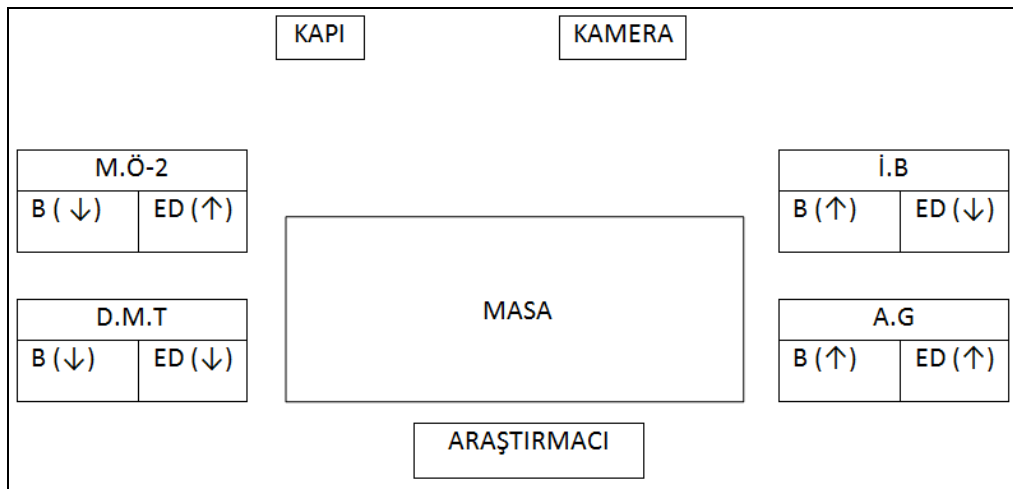 KAPI
KAMERA
M.Ö-2
B ( ↓) ED (↑)
İ.B
B (↑) ED (↓)
MASA
D.M.T
B (↓) ED (↓)
A.G
B (↑) ED (↑)
ARAŞTIRMACI